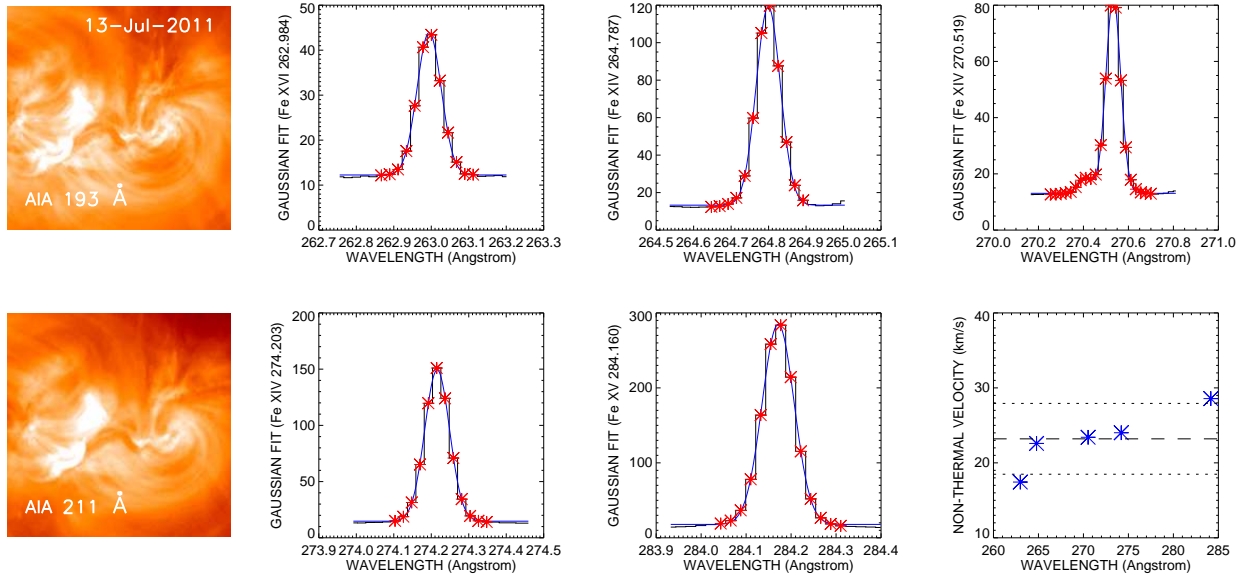 13-Jul-2011
AIA 193 Å
GAUSSIAN FIT (Fe XVI 262.984)
50
40
30
20
10
0
262.7 262.8 262.9 263.0 263.1 263.2 263.3
WAVELENGTH (Angstrom)
GAUSSIAN FIT (Fe XIV 264.787)
120
100
80
60
40
20
0
264.5 264.6 264.7 264.8 264.9 265.0 265.1
WAVELENGTH (Angstrom)
GAUSSIAN FIT (Fe XIV 270.519)
80
60
40
20
0
270.0 270.2 270.4 270.6 270.8 271.0
WAVELENGTH (Angstrom)
AIA 211 Å
GAUSSIAN FIT (Fe XIV 274.203)
200
150
100
50
0
273.9 274.0 274.1 274.2 274.3 274.4 274.5
WAVELENGTH (Angstrom)
GAUSSIAN FIT (Fe XV 284.160)
300
200
100
0
283.9 284.0 284.1 284.2 284.3 284.4
WAVELENGTH (Angstrom)
NON-THERMAL VELOCITY (km/s)
40
30
20
10
260 265 270 275 280 285
WAVELENGTH (Angstrom)